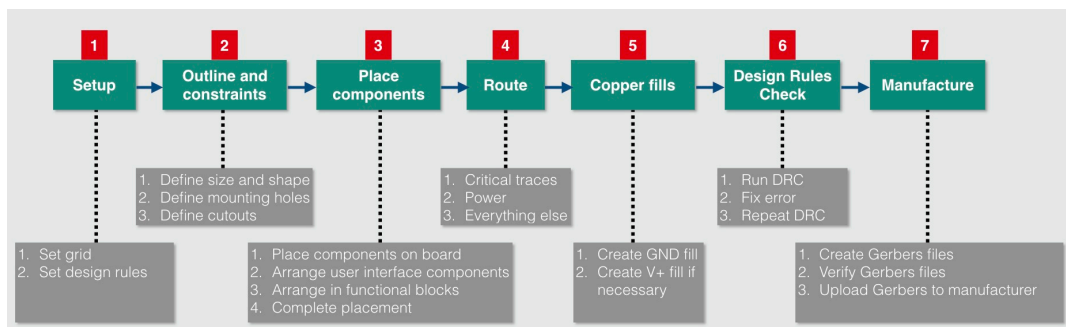 1
Setup
2
Outline and
constraints
3
Place
components
4
Route
5
Copper fills
6
Design Rules
Check
7
Manufacture
1. Define size and shape
2. Define mounting holes
3. Define cutouts
1. Critical traces
2. Power
3. Everything else
1. Run DRC
2. Fix error
3. Repeat DRC
1. Set grid
2. Set design rules
1. Place components on board
2. Arrange user interface components
3. Arrange in functional blocks
4. Complete placement
1. Create GND fill
2. Create V+ fill if
necessary
1. Create Gerbers files
2. Verify Gerbers files
3. Upload Gerbers to manufacturer